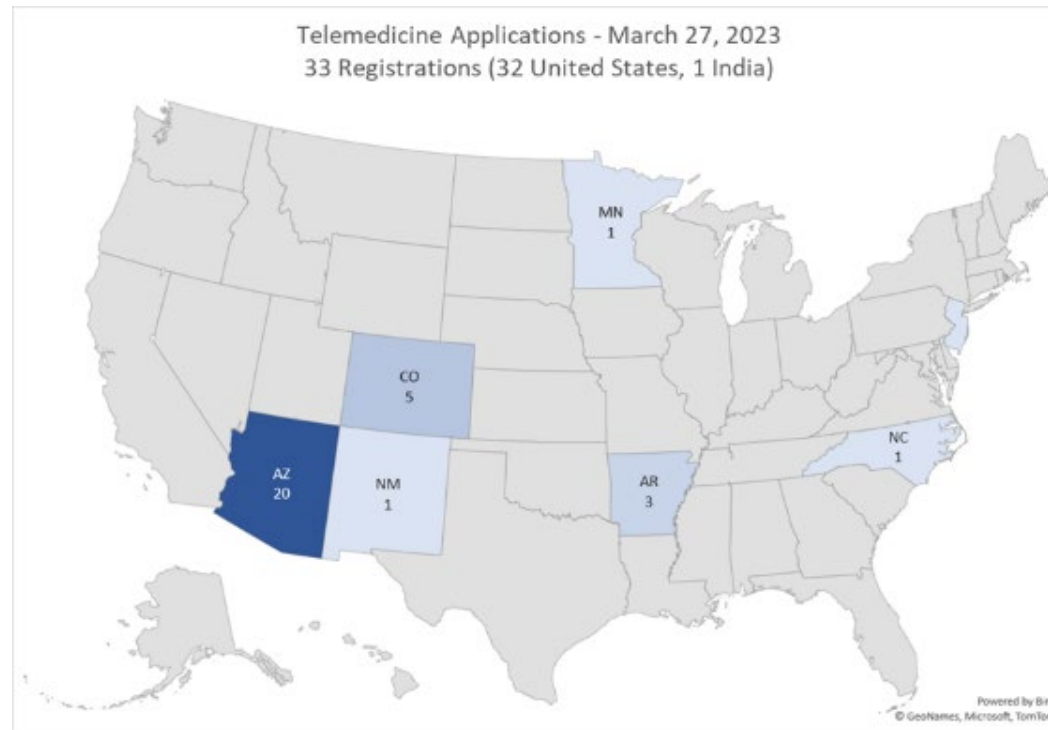 Telemedicine Applications - March 27, 2023
33 Registrations (32 United States, 1 India)
MN
1
CO
5
AZ
20
NM
1
AR
3
NC
1
Powered by Bin
© GeoNames, Microsoft, TomTo